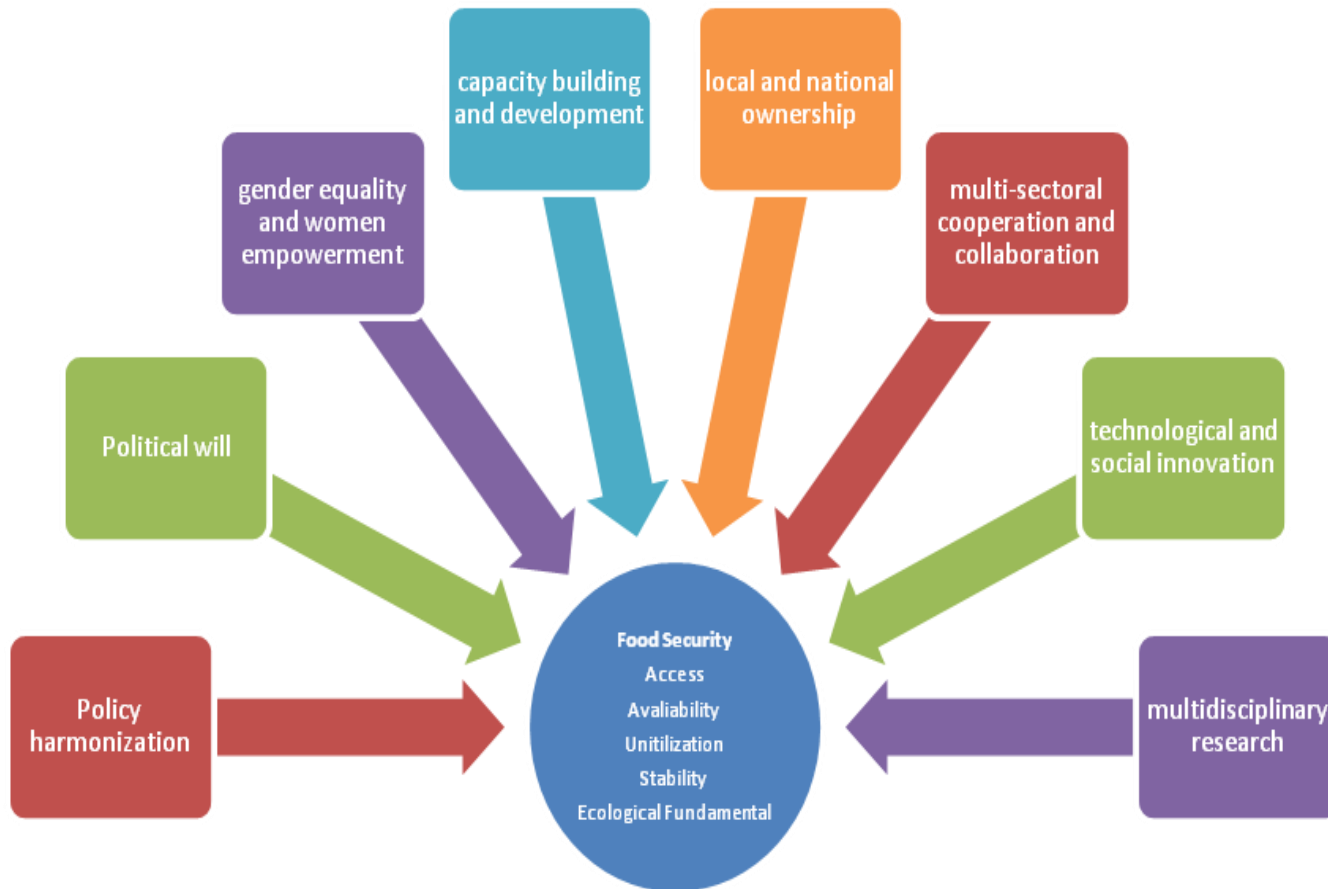 capacity building
and development
local and national
ownership
gender equality
and women
empowerment
multi-sectoral
cooperation and
collaboration
Political will
technological and
social innovation
Policy
harmonization
multidisciplinary
research
Food Security
Access
Avaliability
Unitilization
Stability
Ecological Fundamental